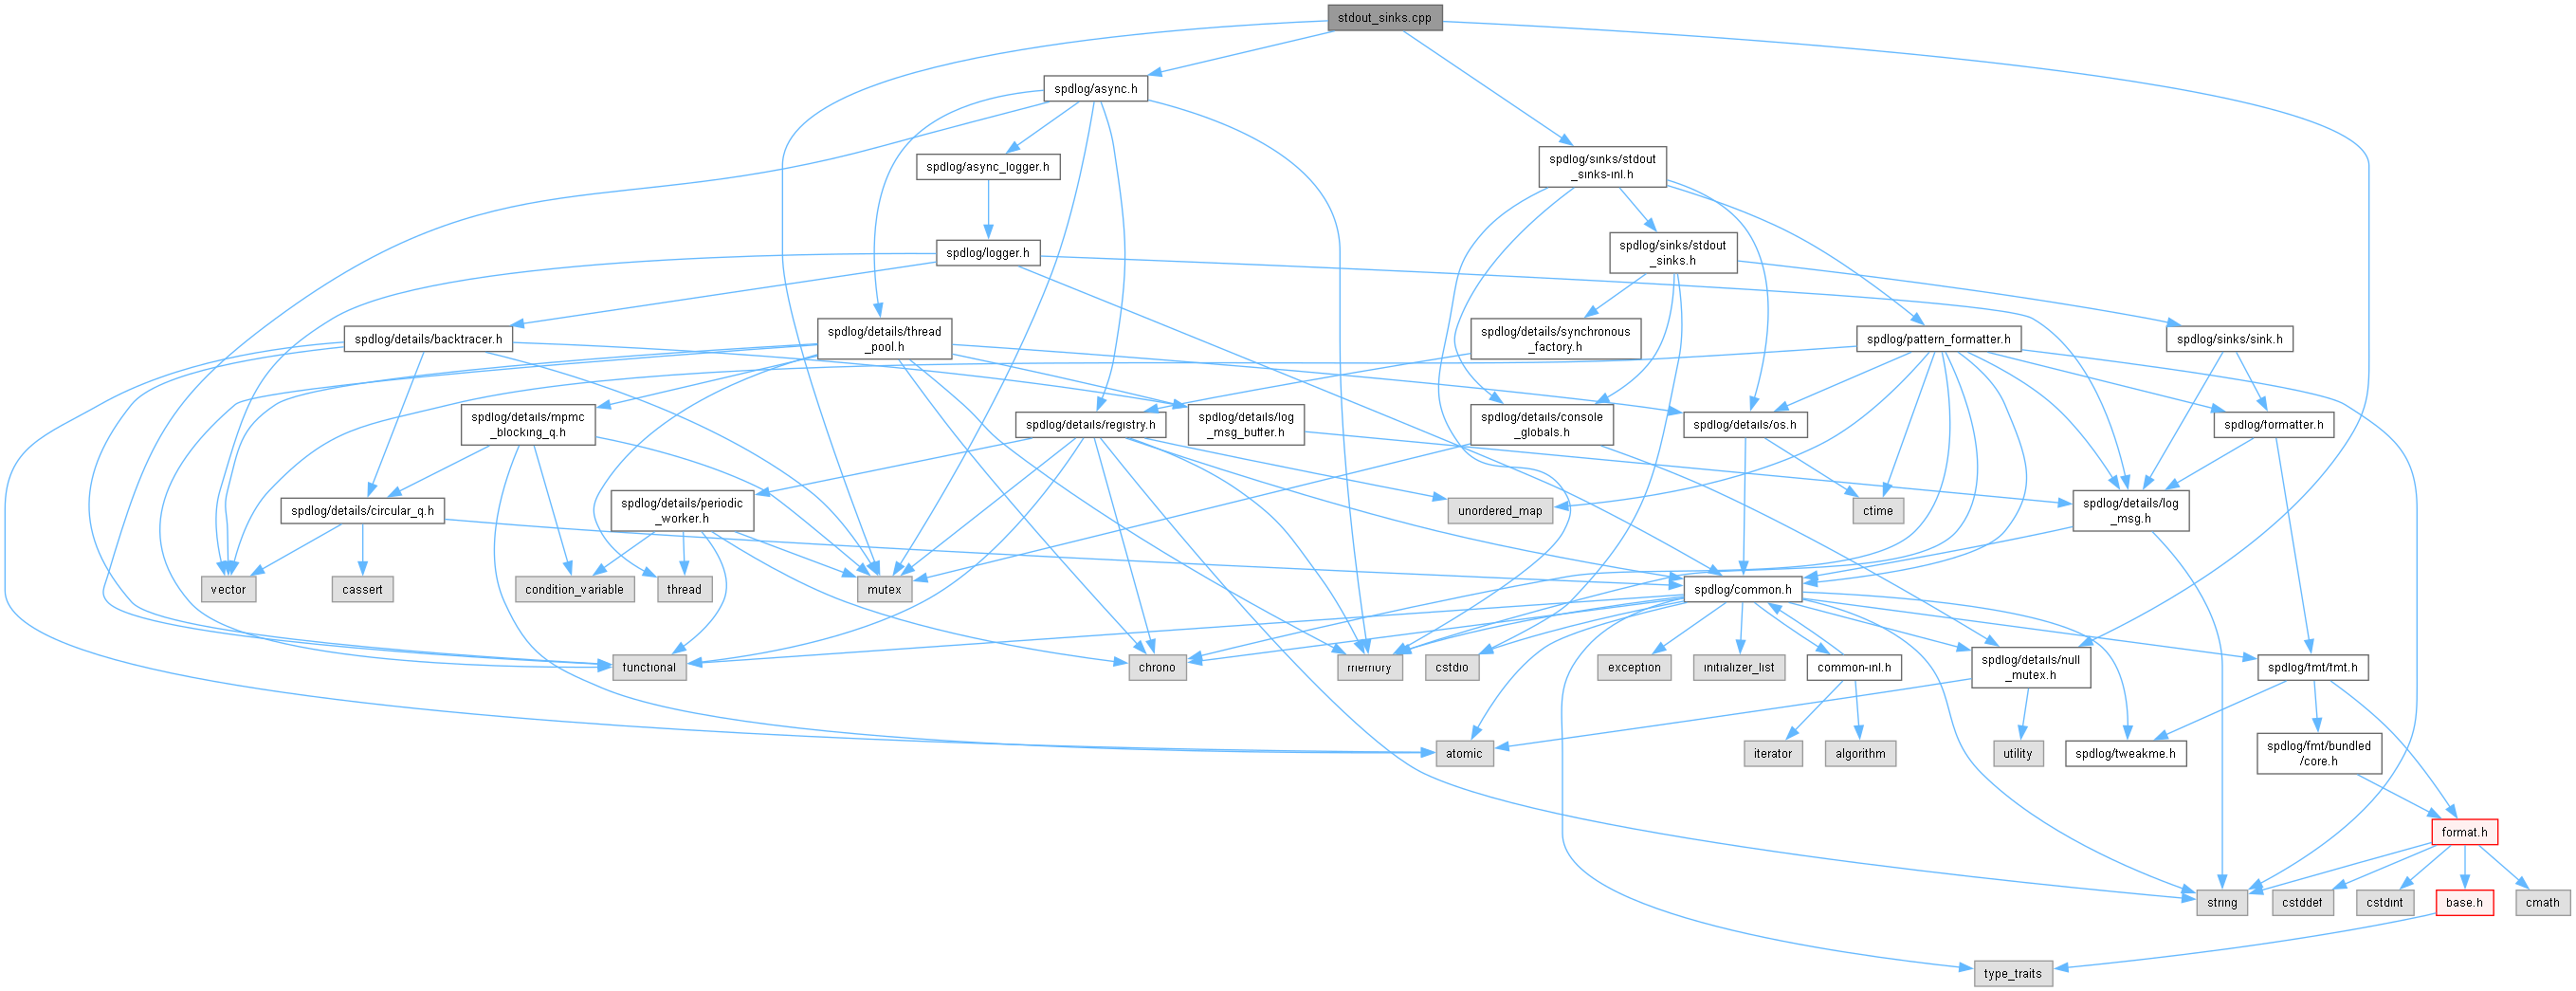 stdout_sinks.cpp
spdlog/async.h
spdlog/sinks/stdout
_sinks-inl.h
spdlog/async_logger.h
spdlog/logger.h
spdlog/sinks/stdout
_sinks.h
spdlog/details/backtracer.h
spdlog/details/thread
_pool.h
spdlog/details/synchronous
_factory.h
spdlog/pattern_formatter.h
spdlog/sinks/sink.h
spdlog/details/mpmc
_blocking_q.h
spdlog/details/registry.h
spdlog/details/log
_msg_buffer.h
spdlog/details/console
_globals.h
spdlog/details/os.h
spdlog/formatter.h
spdlog/details/circular_q.h
spdlog/details/periodic
_worker.h
unordered_map
ctime
spdlog/details/log
_msg.h
vector
cassert
condition_variable
thread
mutex
spdlog/common.h
functional
chrono
memory
cstdio
exception
initializer_list
common-inl.h
spdlog/details/null
_mutex.h
spdlog/fmt/fmt.h
atomic
iterator
algorithm
utility
spdlog/tweakme.h
spdlog/fmt/bundled
/core.h
format.h
string
cstddef
cstdint
base.h
cmath
type_traits